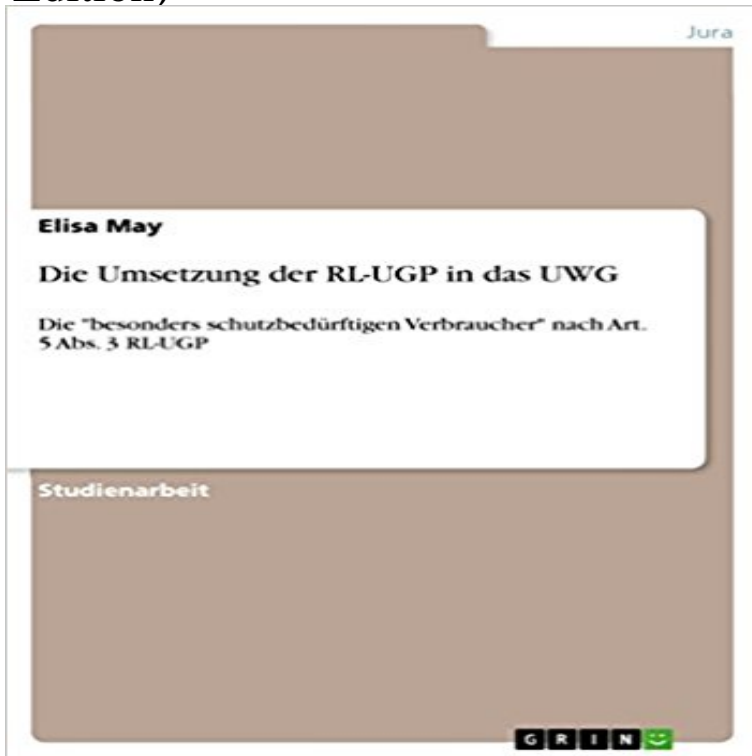 Jura
Elisa May
Die Umsetzung der RL-UGP in das UWG
Die "besonders schutzbedürftigen Verbraucher" nach Art.
5 Abs. 3 RL-UGP
Studienarbeit
GRIN